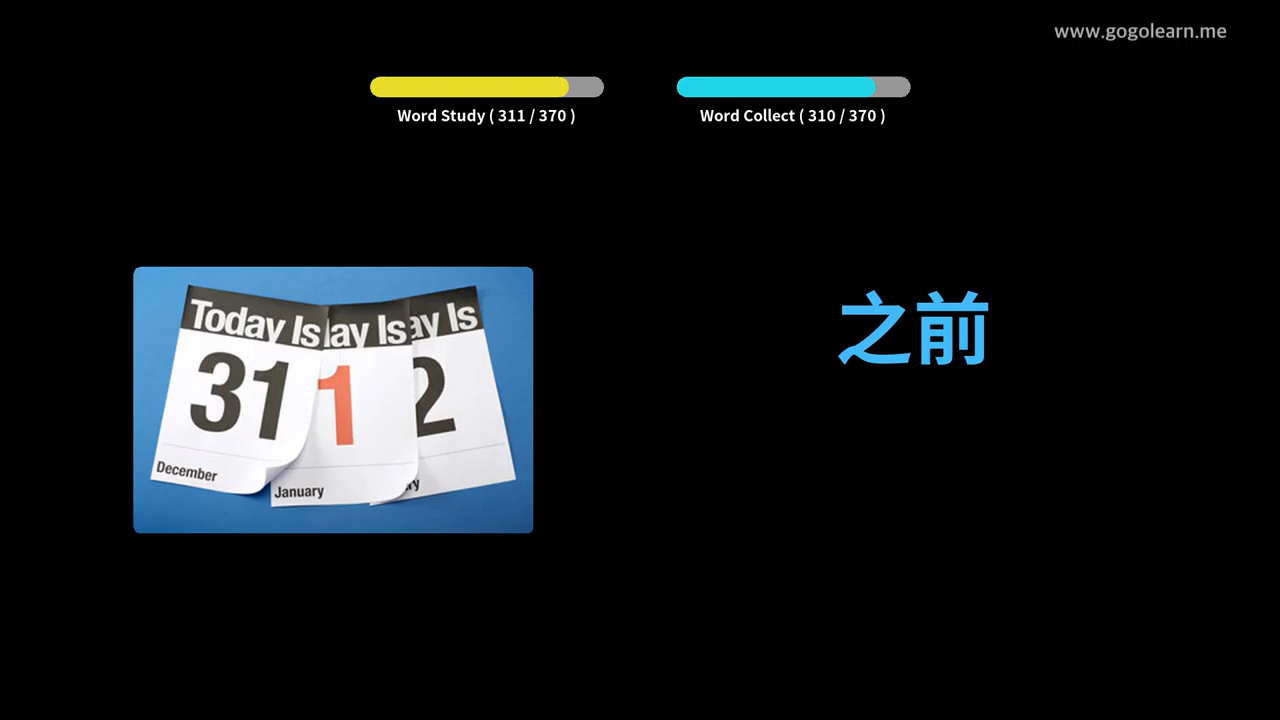 www.gogolearn.me
Word Study ( 311 / 370 )
Word Collect ( 310 / 370 )
Today Is
31
December
ay Is
1
January
ay Is
2
ry
之前